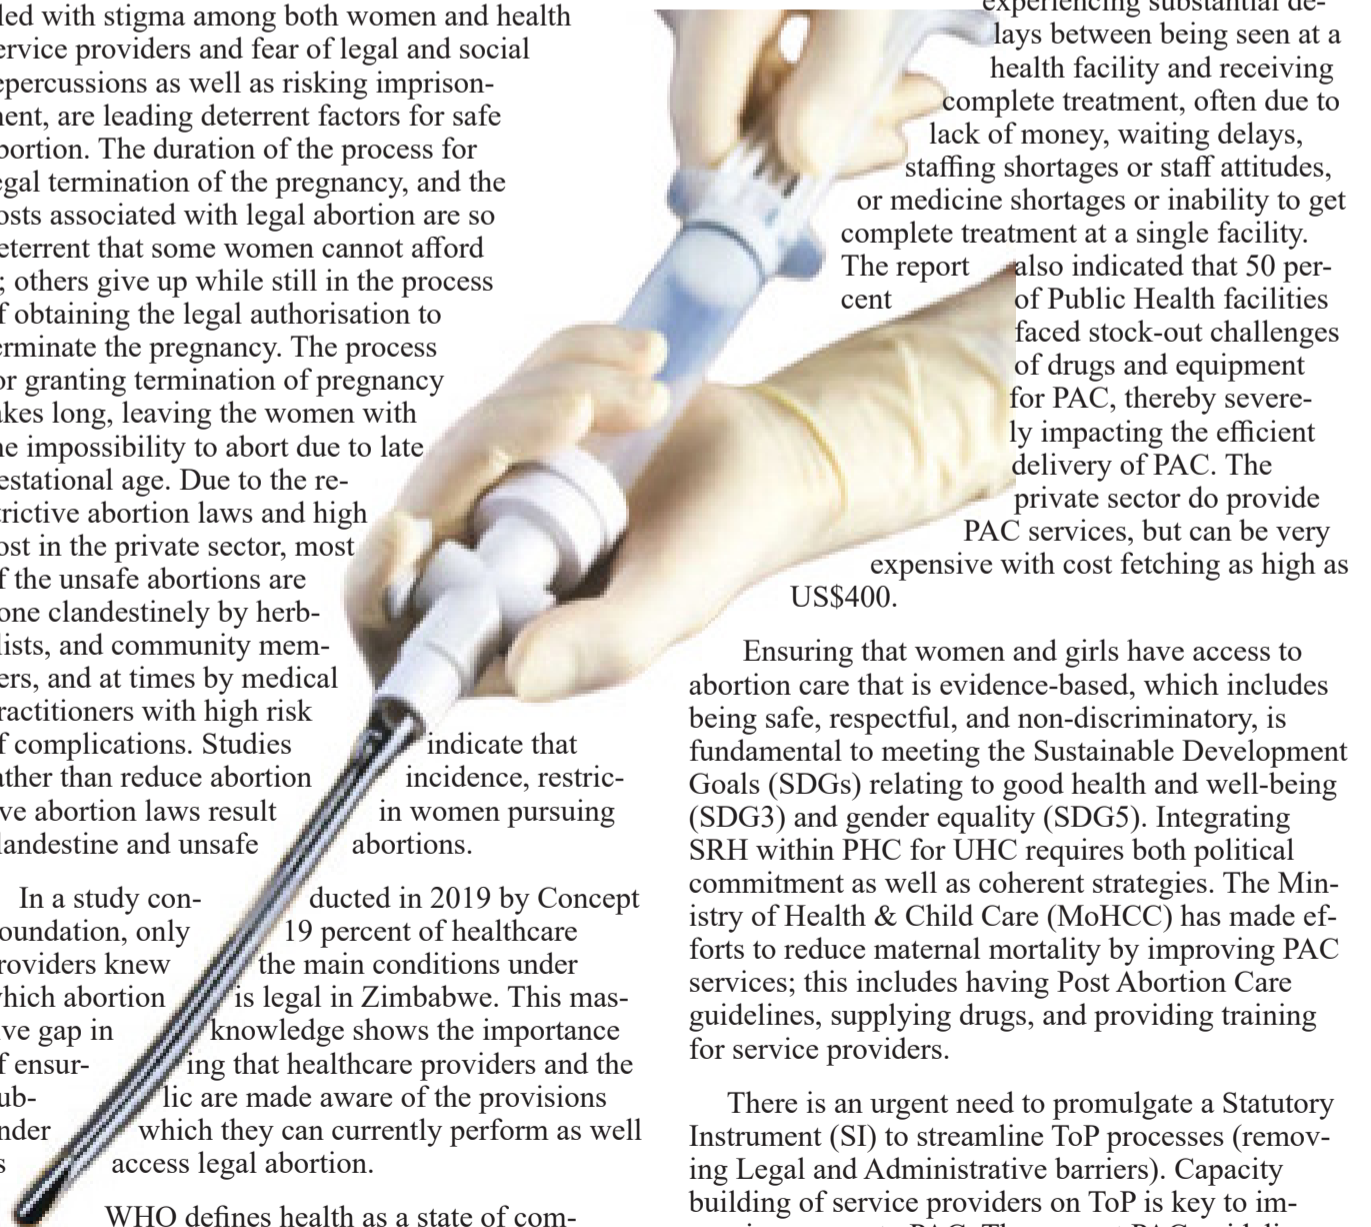 led with stigma among both women and health
ervice providers and fear of legal and social
epercussions as well as risking imprison-
ent, are leading deterrent factors for safe
bortion. The duration of the process for
egal termination of the pregnancy, and the
osts associated with legal abortion are so
eterrent that some women cannot afford
; others give up while still in the process
f obtaining the legal authorisation to
erminate the pregnancy. The process
or granting termination of pregnancy
akes long, leaving the women with
he impossibility to abort due to late
estational age. Due to the re-
trictive abortion laws and high
ost in the private sector, most
f the unsafe abortions are
one clandestinely by herb-
lists, and community mem-
ers, and at times by medical
ractitioners with high risk
f complications. Studies indicate that
ather than reduce abortion incidence, restric-
ve abortion laws result in women pursuing
landestine and unsafe abortions.
In a study con- ducted in 2019 by Concept
oundation, only 19 percent of healthcare
roviders knew the main conditions under
hich abortion is legal in Zimbabwe. This mas-
ve gap in knowledge shows the importance
f ensur- ing that healthcare providers and the
ub- lic are made aware of the provisions
nder which they can currently perform as well
s access legal abortion.
WHO defines health as a state of com-
experiencing substantial de-
lays between being seen at a
health facility and receiving
complete treatment, often due to
lack of money, waiting delays,
staffing shortages or staff attitudes,
or medicine shortages or inability to get
complete treatment at a single facility.
The report also indicated that 50 per-
cent of Public Health facilities
faced stock-out challenges
of drugs and equipment
for PAC, thereby severe-
ly impacting the efficient
delivery of PAC. The
private sector do provide
PAC services, but can be very
expensive with cost fetching as high as
US$400.
Ensuring that women and girls have access to
abortion care that is evidence-based, which includes
being safe, respectful, and non-discriminatory, is
fundamental to meeting the Sustainable Development
Goals (SDGs) relating to good health and well-being
(SDG3) and gender equality (SDG5). Integrating
SRH within PHC for UHC requires both political
commitment as well as coherent strategies. The Min-
istry of Health & Child Care (MoHCC) has made ef-
forts to reduce maternal mortality by improving PAC
services; this includes having Post Abortion Care
guidelines, supplying drugs, and providing training
for service providers.
There is an urgent need to promulgate a Statutory
Instrument (SI) to streamline ToP processes (remov-
ing Legal and Administrative barriers). Capacity
building of service providers on ToP is key to im-